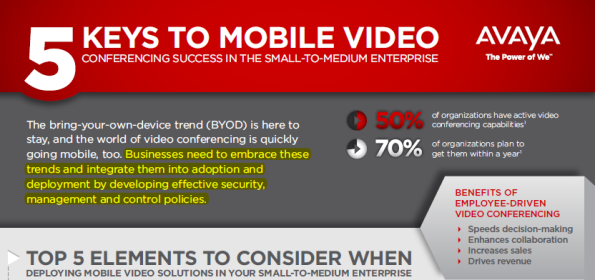 5 KEYS TO MOBILE VIDEO
CONFERENCING SUCCESS IN THE SMALL-TO-MEDIUM ENTERPRISE
AVAYA
The Power of We™
The bring-your-own-device trend (BYOD) is here to
stay, and the world of video conferencing is quickly
going mobile, too. Businesses need to embrace these
trends and integrate them into adoption and
deployment by developing effective security,
management and control policies.
50% of organizations have active video
conferencing capabilities¹
70% of organizations plan to
get them within a year¹
BENEFITS OF
EMPLOYEE-DRIVEN
VIDEO CONFERENCING
Speeds decision-making
Enhances collaboration
Increases sales
Drives revenue
TOP 5 ELEMENTS TO CONSIDER WHEN
DEPLOYING MOBILE VIDEO SOLUTIONS IN YOUR SMALL-TO-MEDIUM ENTERPRISE